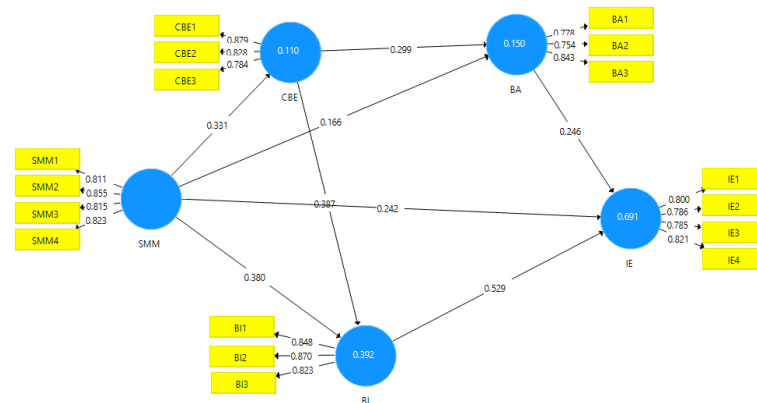 CBE1
CBE2
CBE3
0.879
0.828
0.784
0.110
CBE
0.299
0.150
BA
0.778
0.754
0.843
BA1
BA2
BA3
0.331
0.166
0.246
SMM1
SMM2
SMM3
SMM4
0.811
0.855
0.815
0.823
SMM
0.387
0.242
0.691
IE
0.800
0.786
0.785
0.821
IE1
IE2
IE3
IE4
0.380
0.529
BI1
BI2
BI3
0.848
0.870
0.823
0.392
BI